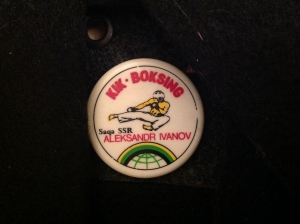 KIK · BOKSING
Saqa SSR
ALEKSANDR IVANOV